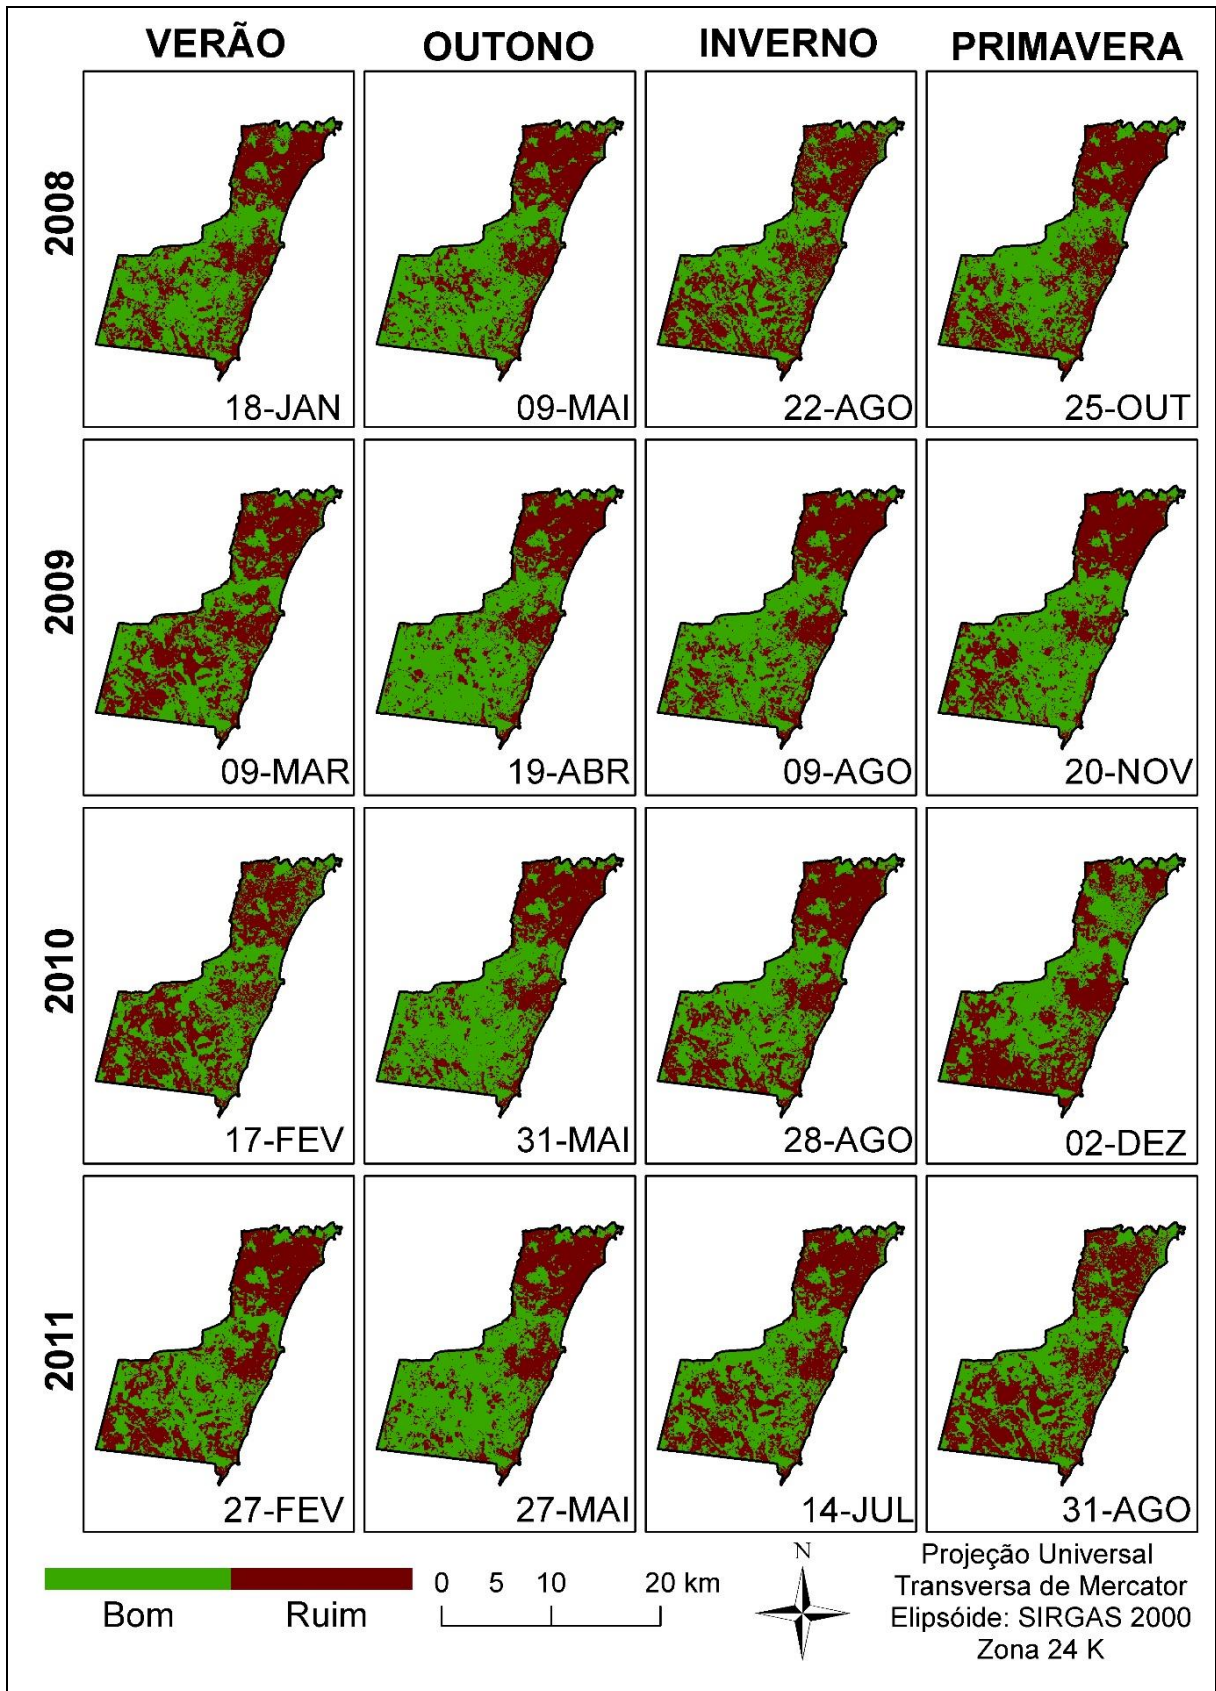 VERÃO OUTONO INVERNO PRIMAVERA
2008
18-JAN 09-MAI 22-AGO 25-OUT
2009
09-MAR 19-ABR 09-AGO 20-NOV
2010
17-FEV 31-MAI 28-AGO 02-DEZ
2011
27-FEV 27-MAI 14-JUL 31-AGO
Bom Ruim
0 5 10 20 km
N
Projeção Universal
Transversa de Mercator
Elipsóide: SIRGAS 2000
Zona 24 K